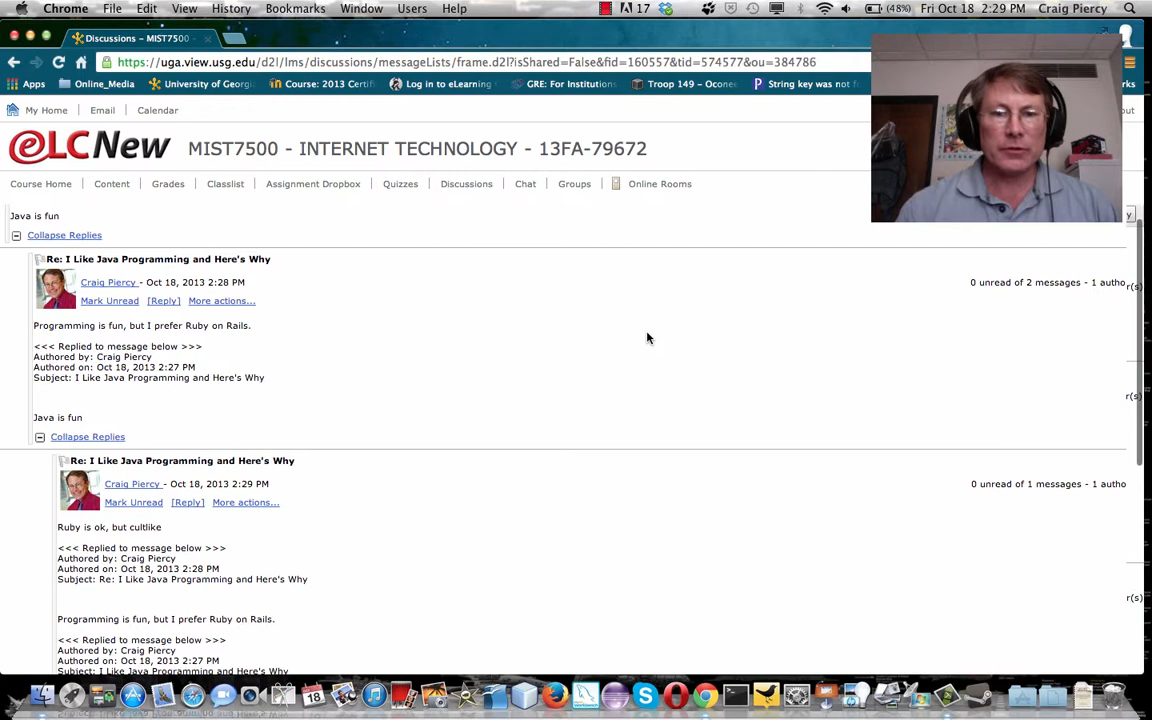 Chrome File Edit View History Bookmarks Window Users Help 17 (48%) Fri Oct 18 2:29 PM Craig Piercy
Discussions – MIST7500
https://uga.view.usg.edu/d2l/lms/discussions/messageLists/frame.d2l?isShared=False&fid=160557&tid=574577&ou=384786
Apps Online_Media University of Georgi Course: 2013 Certifi Log in to eLearning GRE: For Institutions Troop 149 – Ocone String key was not f
My Home Email Calendar
eLCNew MIST7500 - INTERNET TECHNOLOGY - 13FA-79672
Course Home Content Grades Classlist Assignment Dropbox Quizzes Discussions Chat Groups Online Rooms
Java is fun
Collapse Replies
Re: I Like Java Programming and Here's Why
Craig Piercy - Oct 18, 2013 2:28 PM 0 unread of 2 messages - 1 autho
r(s)
Mark Unread [Reply] More actions...
Programming is fun, but I prefer Ruby on Rails.
<<< Replied to message below >>>
Authored by: Craig Piercy
Authored on: Oct 18, 2013 2:27 PM
Subject: I Like Java Programming and Here's Why
r(s)
Java is fun
Collapse Replies
Re: I Like Java Programming and Here's Why
Craig Piercy - Oct 18, 2013 2:29 PM 0 unread of 1 messages - 1 autho
Mark Unread [Reply] More actions...
Ruby is ok, but cultlike
<<< Replied to message below >>>
Authored by: Craig Piercy
Authored on: Oct 18, 2013 2:28 PM
Subject: Re: I Like Java Programming and Here's Why
r(s)
Programming is fun, but I prefer Ruby on Rails.
<<< Replied to message below >>>
Authored by: Craig Piercy
Authored on: Oct 18, 2013 2:27 PM
Subject: I Like Java Programming and Here's Why
18